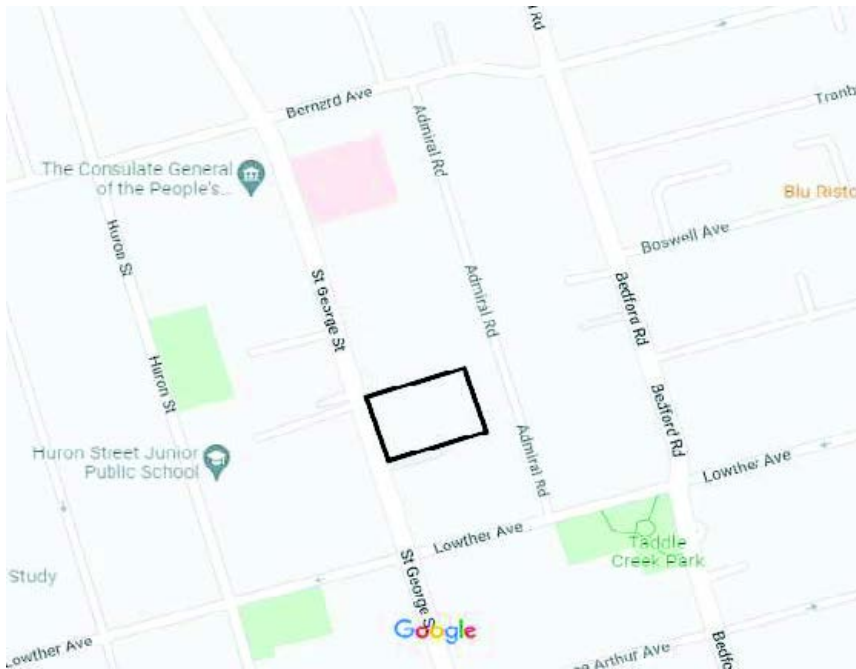 Rd
Bernard Ave
Admiral Rd
Tranb
The Consulate General
of the People's...
Blu Risto
Boswell Ave
Huron St
Admiral Rd
St George St
Bedford Rd
Huron St
Bedford Rd
Admiral Rd
Huron Street Junior
Public School
Lowther Ave
Lowther Ave
Taddle
Creek Park
Study
St George S
Google
Lowther Ave
Arthur Ave
Bedf